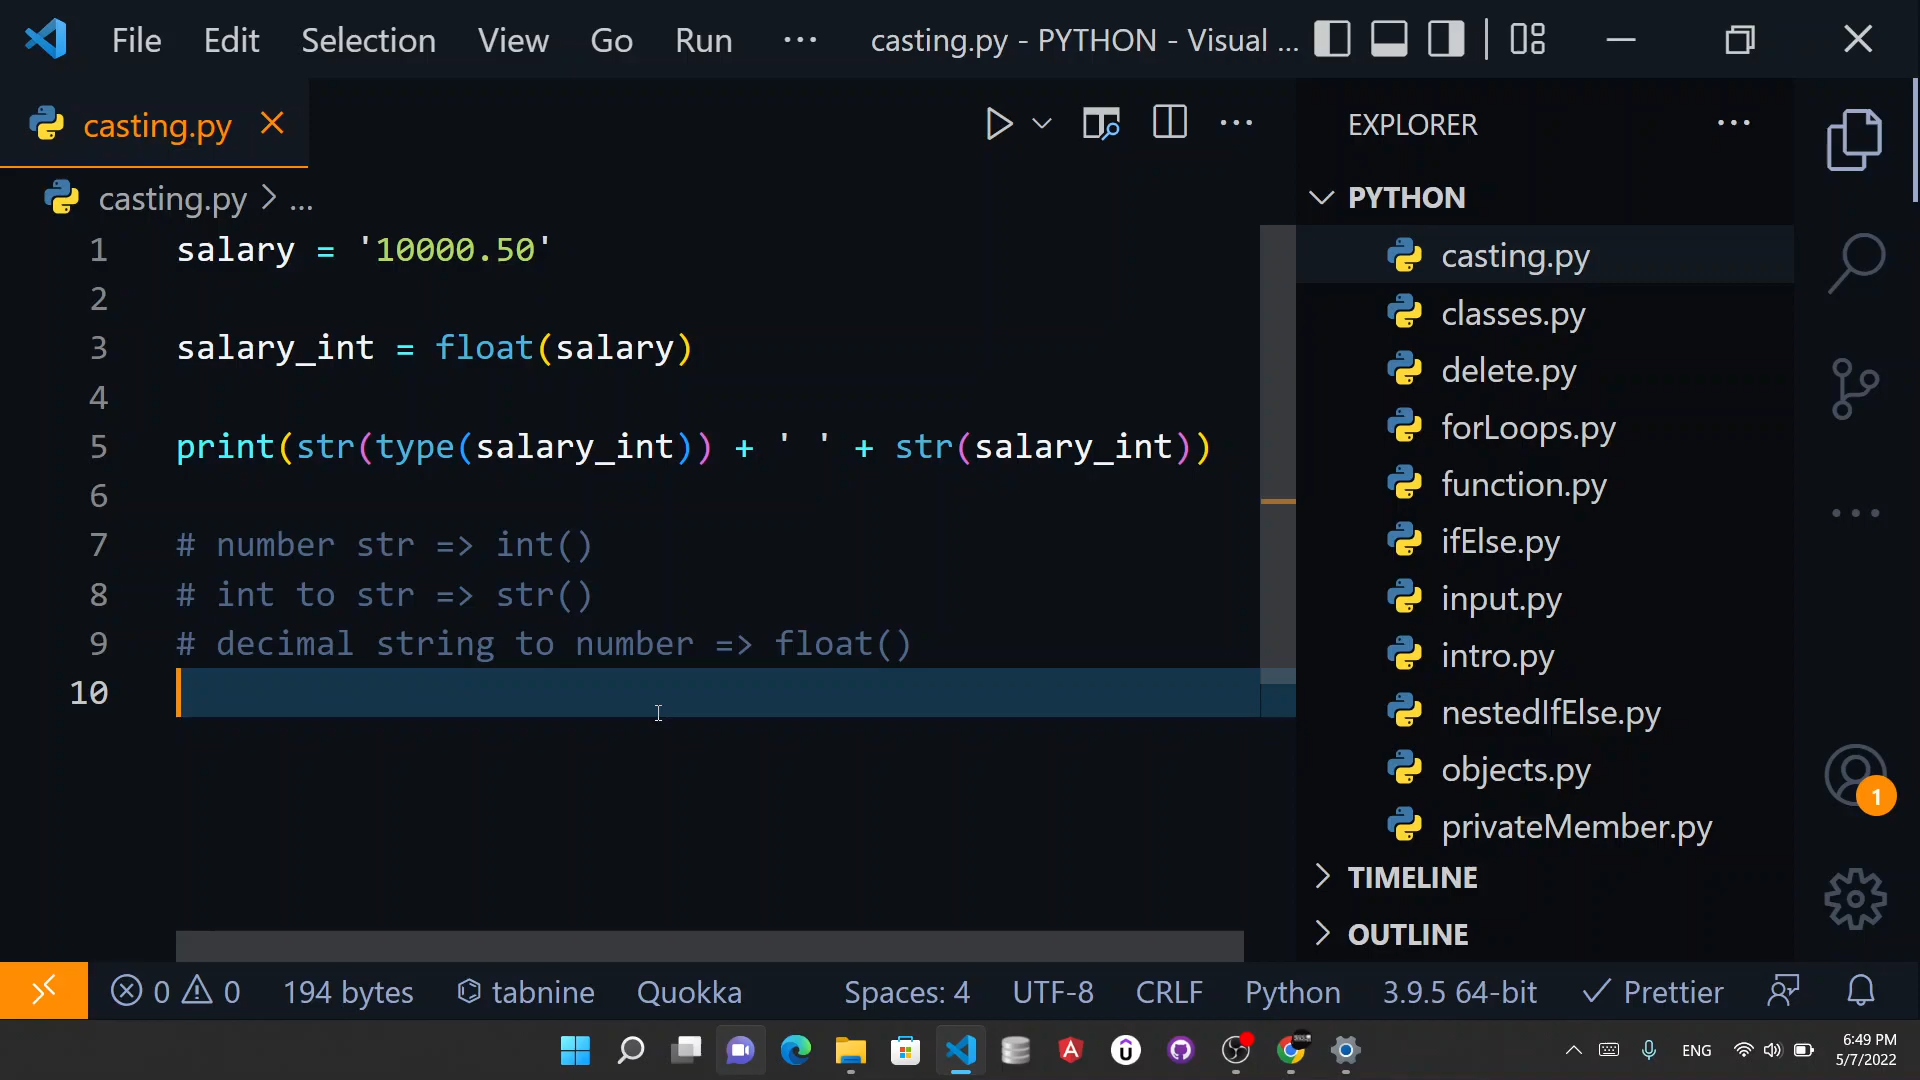 File Edit Selection View Go Run ··· casting.py - PYTHON - Visual ...
casting.py
casting.py > ...
1 salary = '10000.50'
2
3 salary_int = float(salary)
4
5 print(str(type(salary_int)) + ' ' + str(salary_int))
6
7 # number str => int()
8 # int to str => str()
9 # decimal string to number => float()
10
EXPLORER
PYTHON
casting.py
classes.py
delete.py
forLoops.py
function.py
ifElse.py
input.py
intro.py
nestedIfElse.py
objects.py
privateMember.py
TIMELINE
OUTLINE
1
0 0 194 bytes tabnine Quokka Spaces: 4 UTF-8 CRLF Python 3.9.5 64-bit Prettier
ENG
6:49 PM
5/7/2022